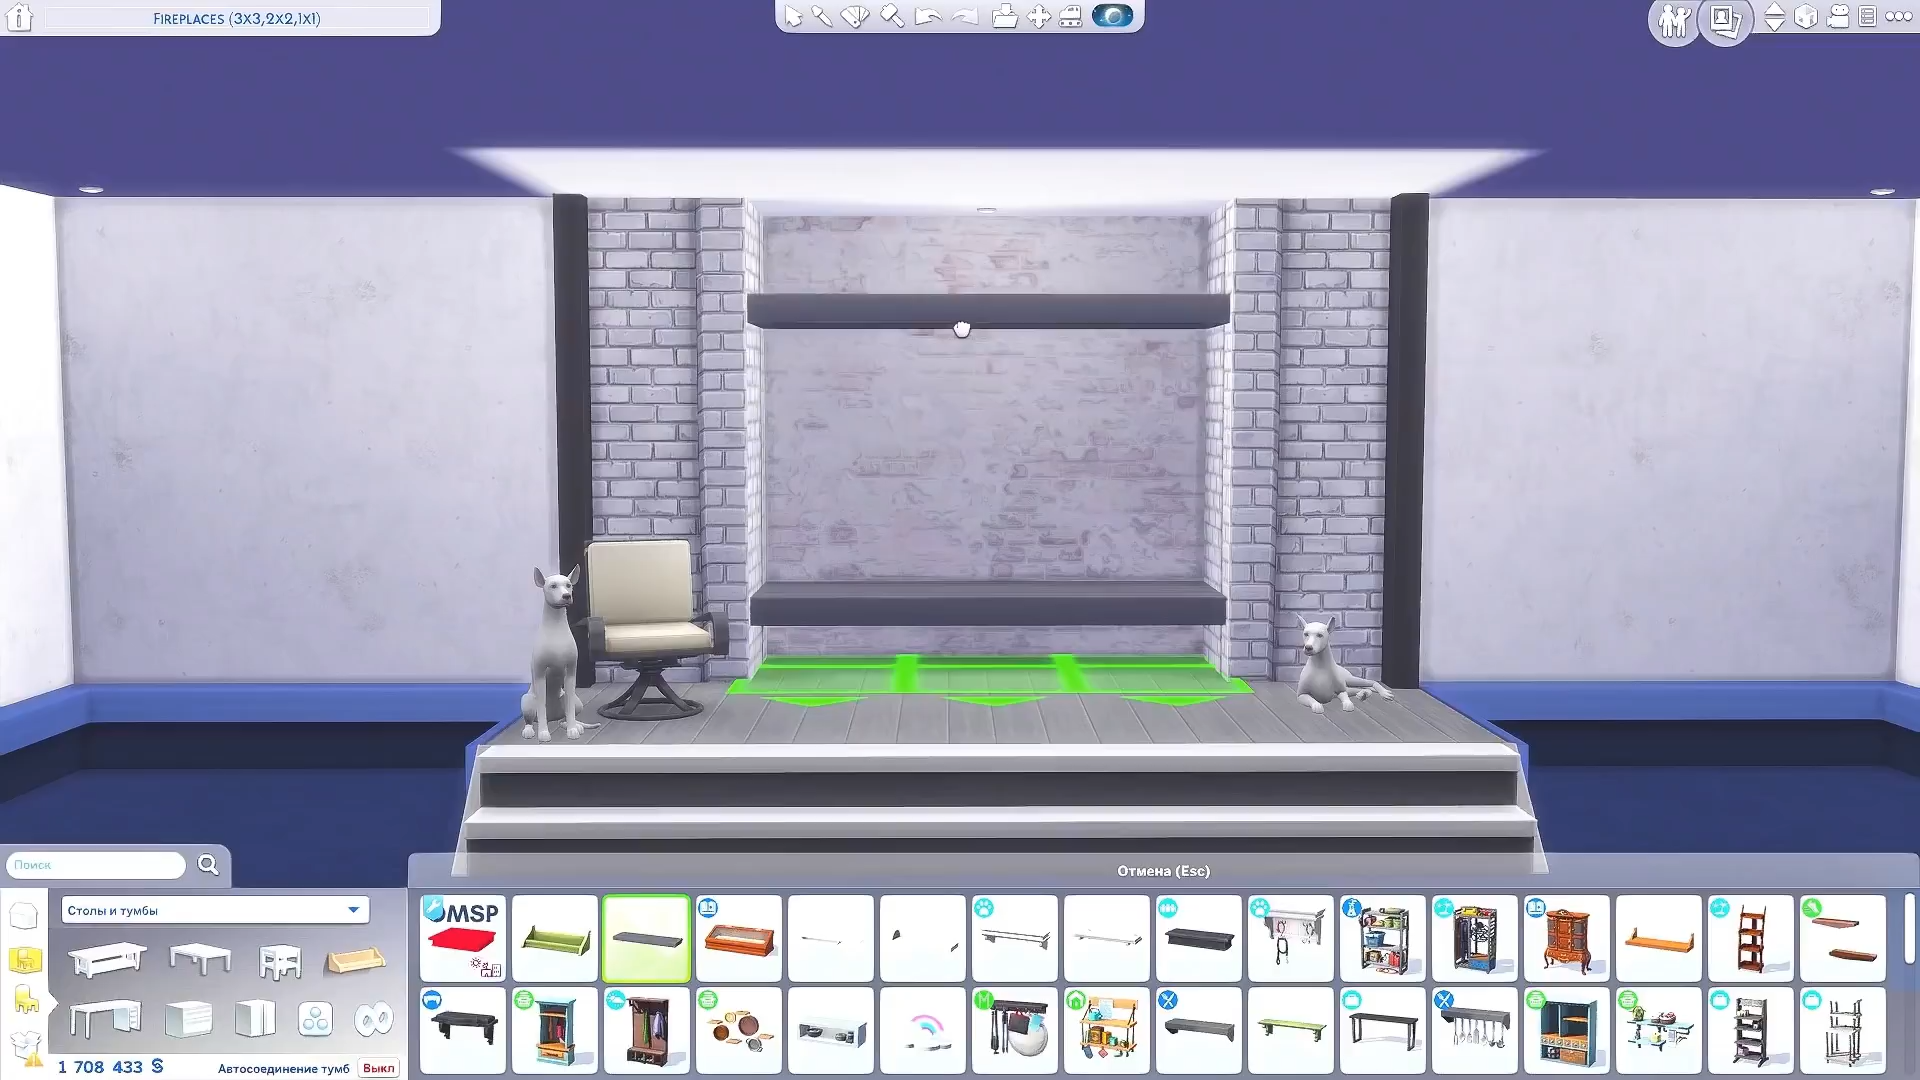 Fireplaces (3x3,2x2,1x1)
Поиск
Отмена (Esc)
Столы и тумбы
MSP
1 708 433 §
Автосоединение тумб Выкл